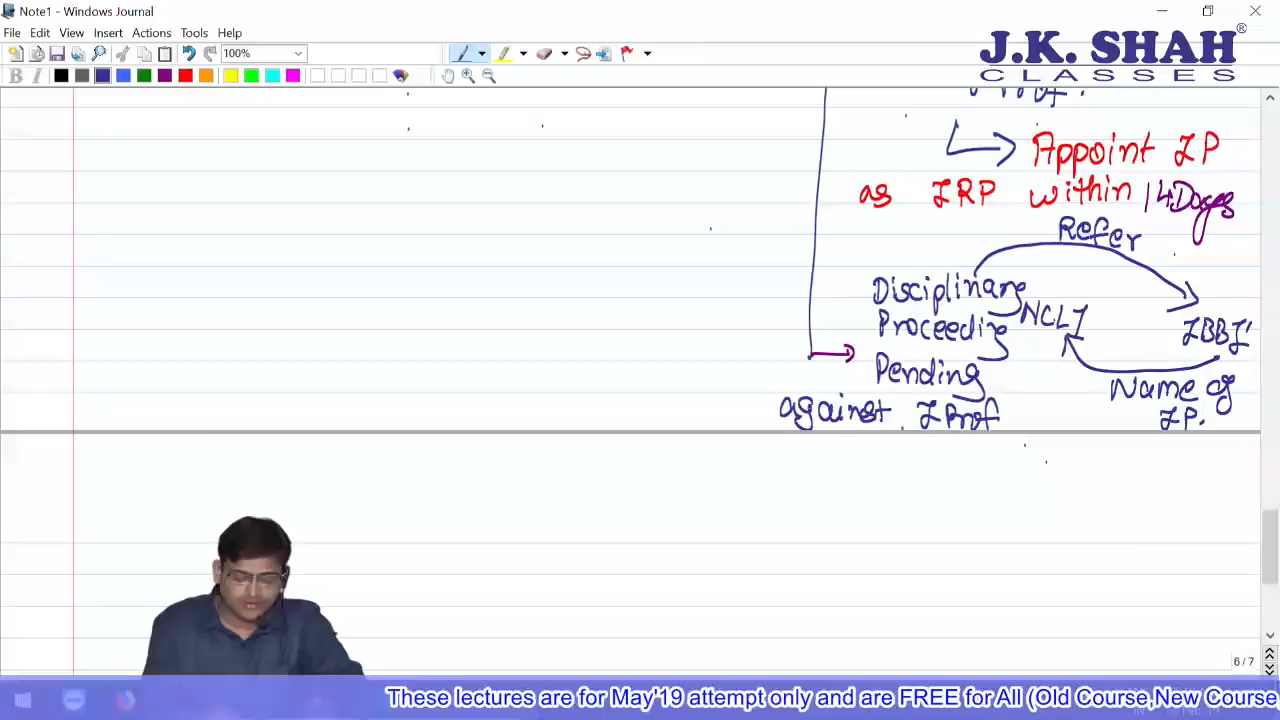 Note1 - Windows Journal
File Edit View Insert Actions Tools Help
100%
B I
J.K. SHAH®
CLASSES
Prof.
Appoint IP
as IRP within 14 Days
Refer
Disciplinary
Proceeding NCLT IBBI
Pending
Name of
against IProf IP.
6 / 7
These lectures are for May'19 attempt only and are FREE for All (Old Course,New Course